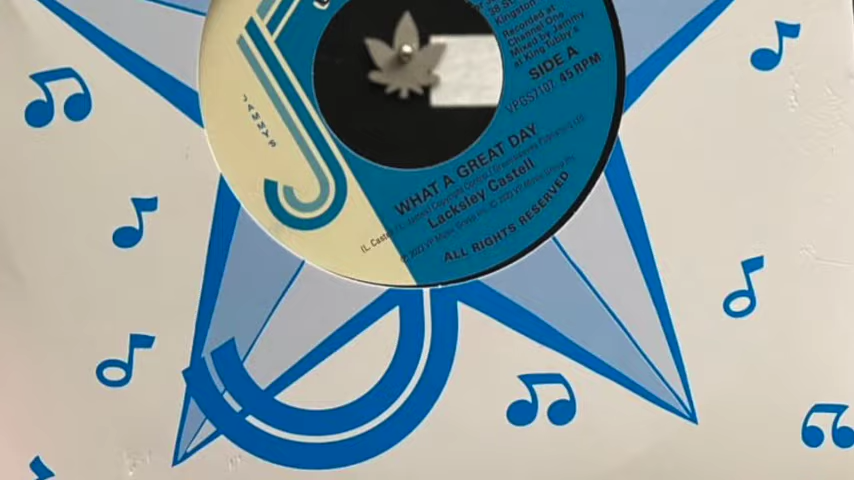 JAMMYS
Kingston
Recorded at
Channel One
Mixed by Jammy
at King Tubby's
SIDE A
VPGS7107 45 RPM
WHAT A GREAT DAY
Lacksley Castell
ALL RIGHTS RESERVED